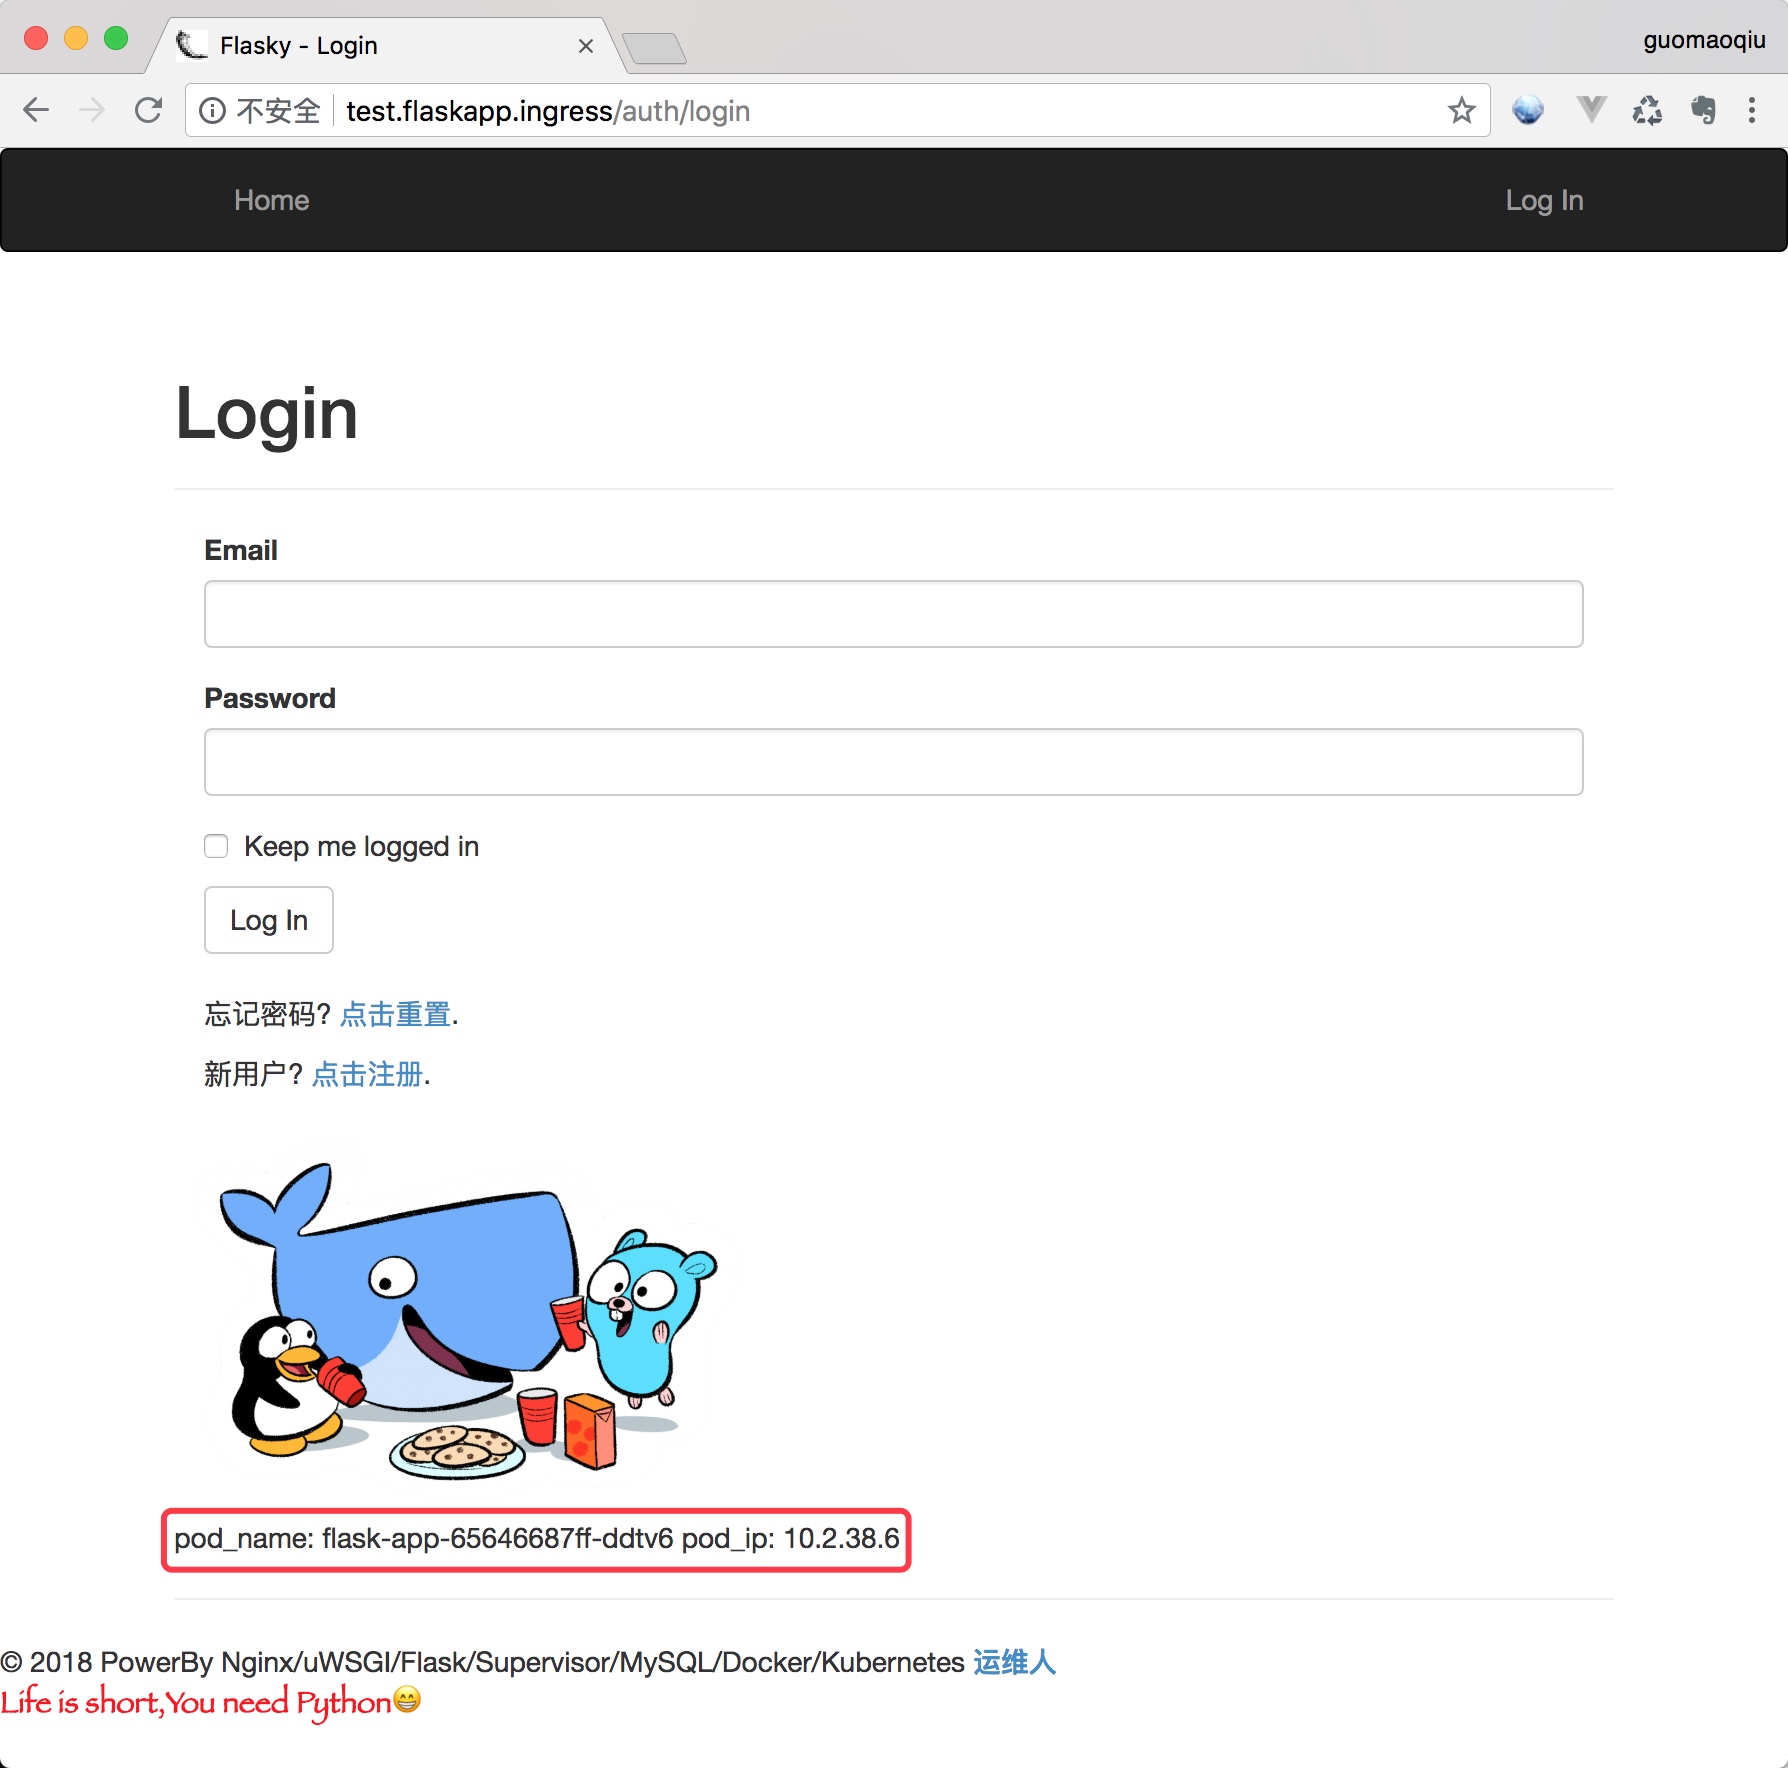 Flasky - Login
guomaoqiu
不安全 test.flaskapp.ingress/auth/login
Home Log In
Login
Email
Password
Keep me logged in
Log In
忘记密码? 点击重置.
新用户? 点击注册.
pod_name: flask-app-65646687ff-ddtv6 pod_ip: 10.2.38.6
© 2018 PowerBy Nginx/uWSGI/Flask/Supervisor/MySQL/Docker/Kubernetes 运维人
Life is short,You need Python😁